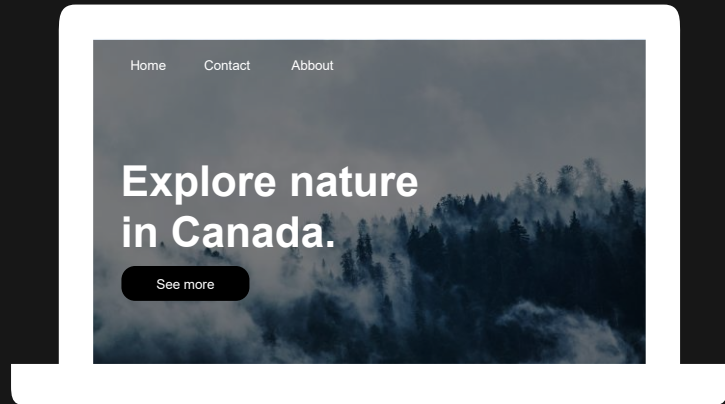 Home Contact Abbout
Explore nature
in Canada.
See more